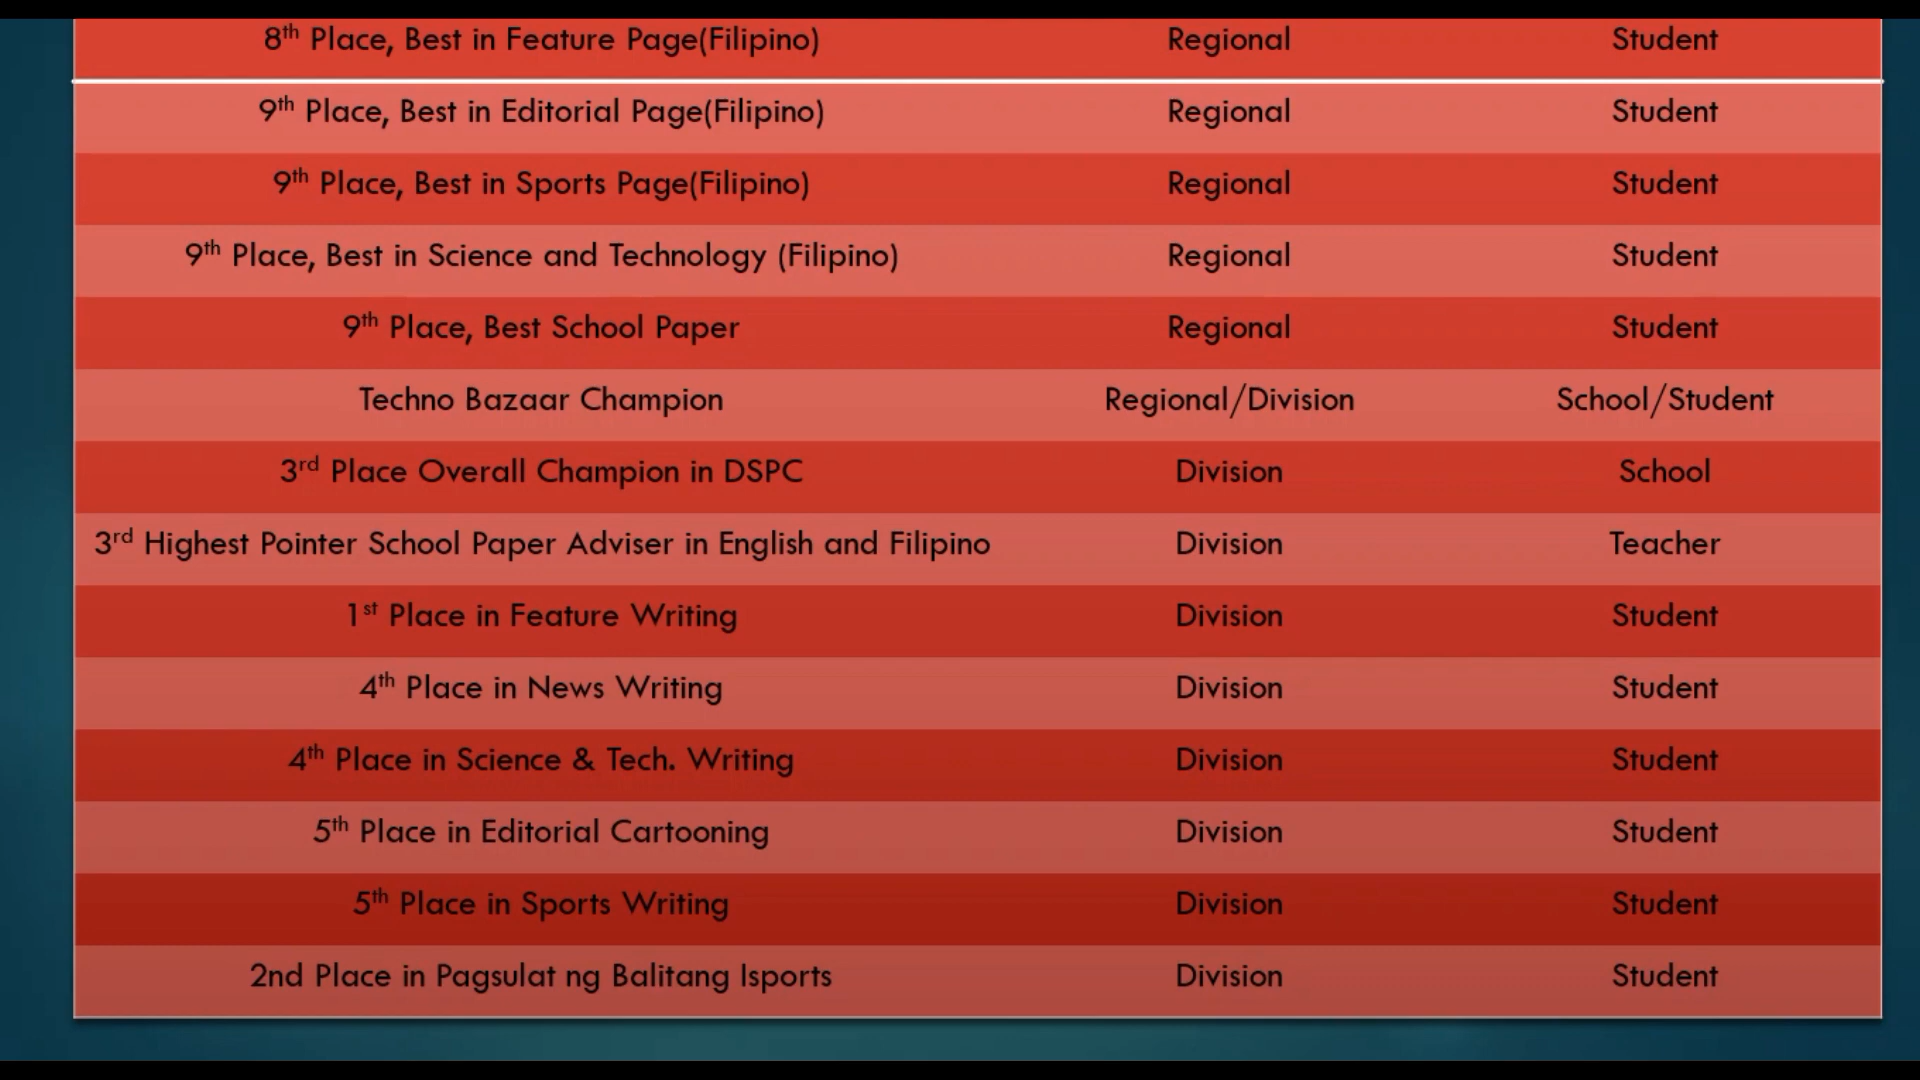 8th Place, Best in Feature Page(Filipino) Regional Student
9th Place, Best in Editorial Page(Filipino) Regional Student
9th Place, Best in Sports Page(Filipino) Regional Student
9th Place, Best in Science and Technology (Filipino) Regional Student
9th Place, Best School Paper Regional Student
Techno Bazaar Champion Regional/Division School/Student
3rd Place Overall Champion in DSPC Division School
3rd Highest Pointer School Paper Adviser in English and Filipino Division Teacher
1st Place in Feature Writing Division Student
4th Place in News Writing Division Student
4th Place in Science & Tech. Writing Division Student
5th Place in Editorial Cartooning Division Student
5th Place in Sports Writing Division Student
2nd Place in Pagsulat ng Balitang Isports Division Student